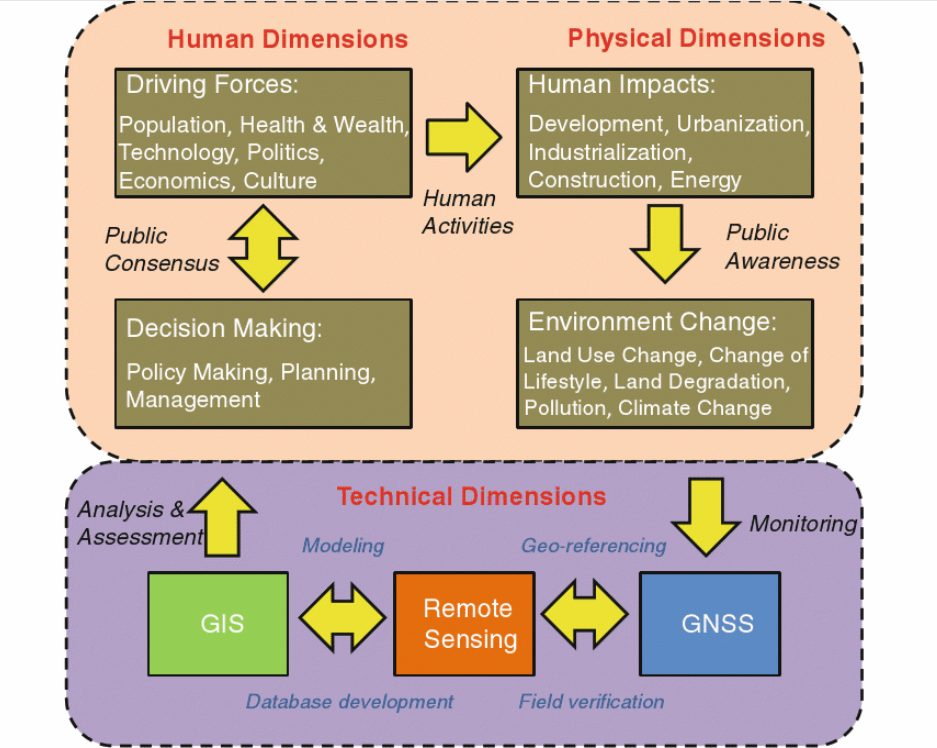 Human Dimensions
Physical Dimensions
Driving Forces:
Population, Health & Wealth,
Technology, Politics,
Economics, Culture
Human Impacts:
Development, Urbanization,
Industrialization,
Construction, Energy
Human
Activities
Public
Consensus
Public
Awareness
Decision Making:
Policy Making, Planning,
Management
Environment Change:
Land Use Change, Change of
Lifestyle, Land Degradation,
Pollution, Climate Change
Technical Dimensions
Analysis &
Assessment
Monitoring
Modeling
Geo-referencing
GIS
Remote
Sensing
GNSS
Database development
Field verification